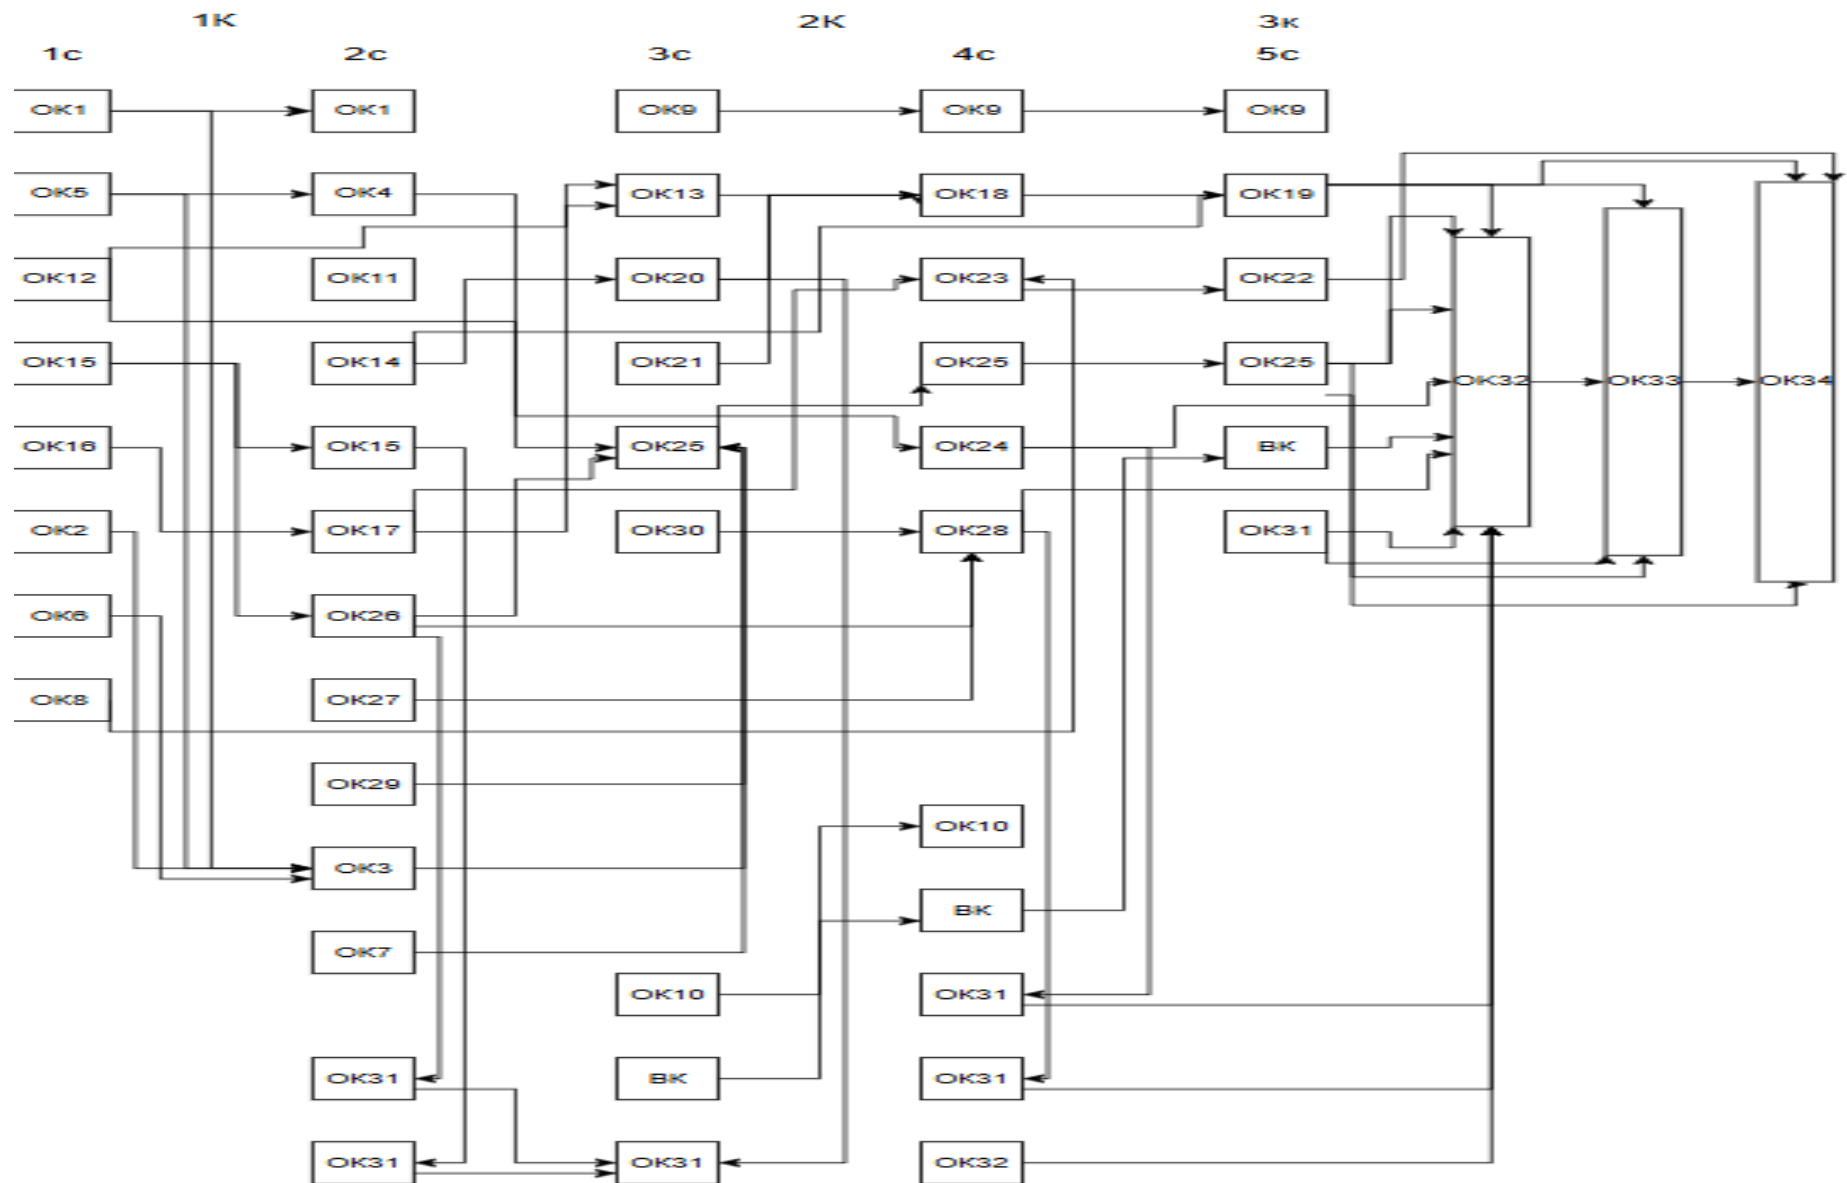 1К 2К 3к
1с 2с 3с 4с 5с
ОК1 ОК1 ОК9 ОК9 ОК9
ОК5 ОК4 ОК13 ОК18 ОК19
ОК12 ОК11 ОК20 ОК23 ОК22
ОК15 ОК14 ОК21 ОК25 ОК25 ОК32 ОК33 ОК34
ОК16 ОК15 ОК25 ОК24 ВК
ОК2 ОК17 ОК30 ОК28 ОК31
ОК6 ОК26
ОК8 ОК27
ОК29
ОК10
ОК3
ВК
ОК7
ОК10 ОК31
ОК31 ВК ОК31
ОК31 ОК31 ОК32